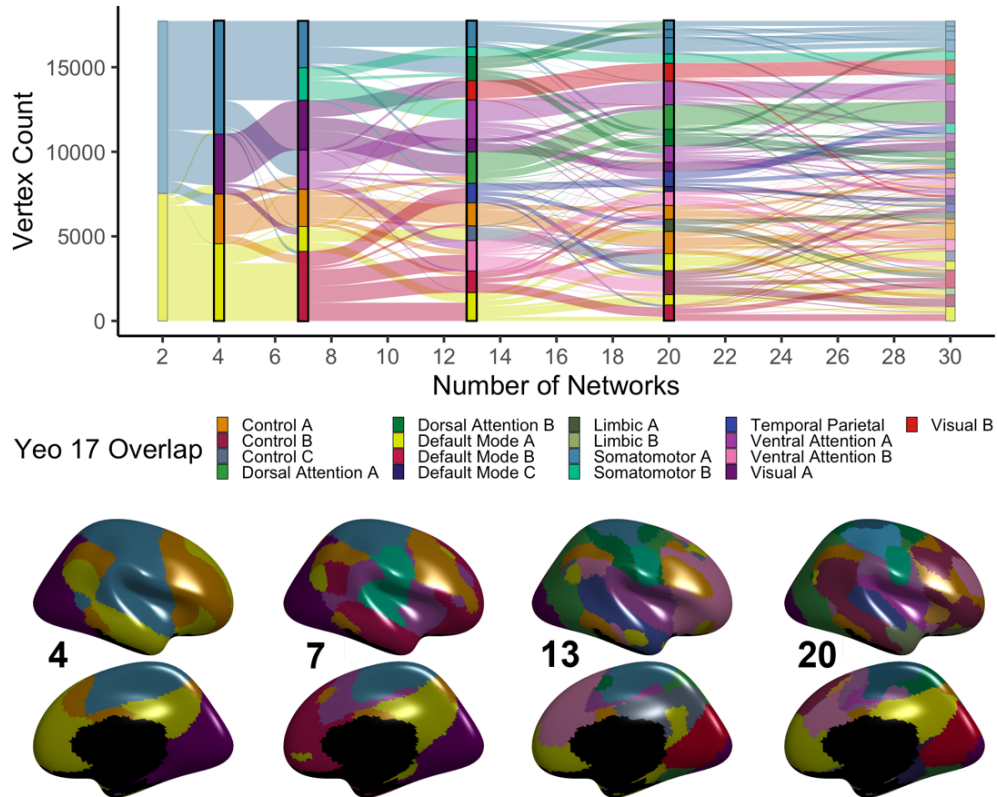 Vertex Count
15000
10000
5000
0
2 4 6 8 10 12 14 16 18 20 22 24 26 28 30
Number of Networks
Yeo 17 Overlap
Control A
Control B
Control C
Dorsal Attention A
Dorsal Attention B
Default Mode A
Default Mode B
Default Mode C
Limbic A
Limbic B
Somatomotor A
Somatomotor B
Temporal Parietal
Ventral Attention A
Ventral Attention B
Visual A
Visual B
4 7 13 20